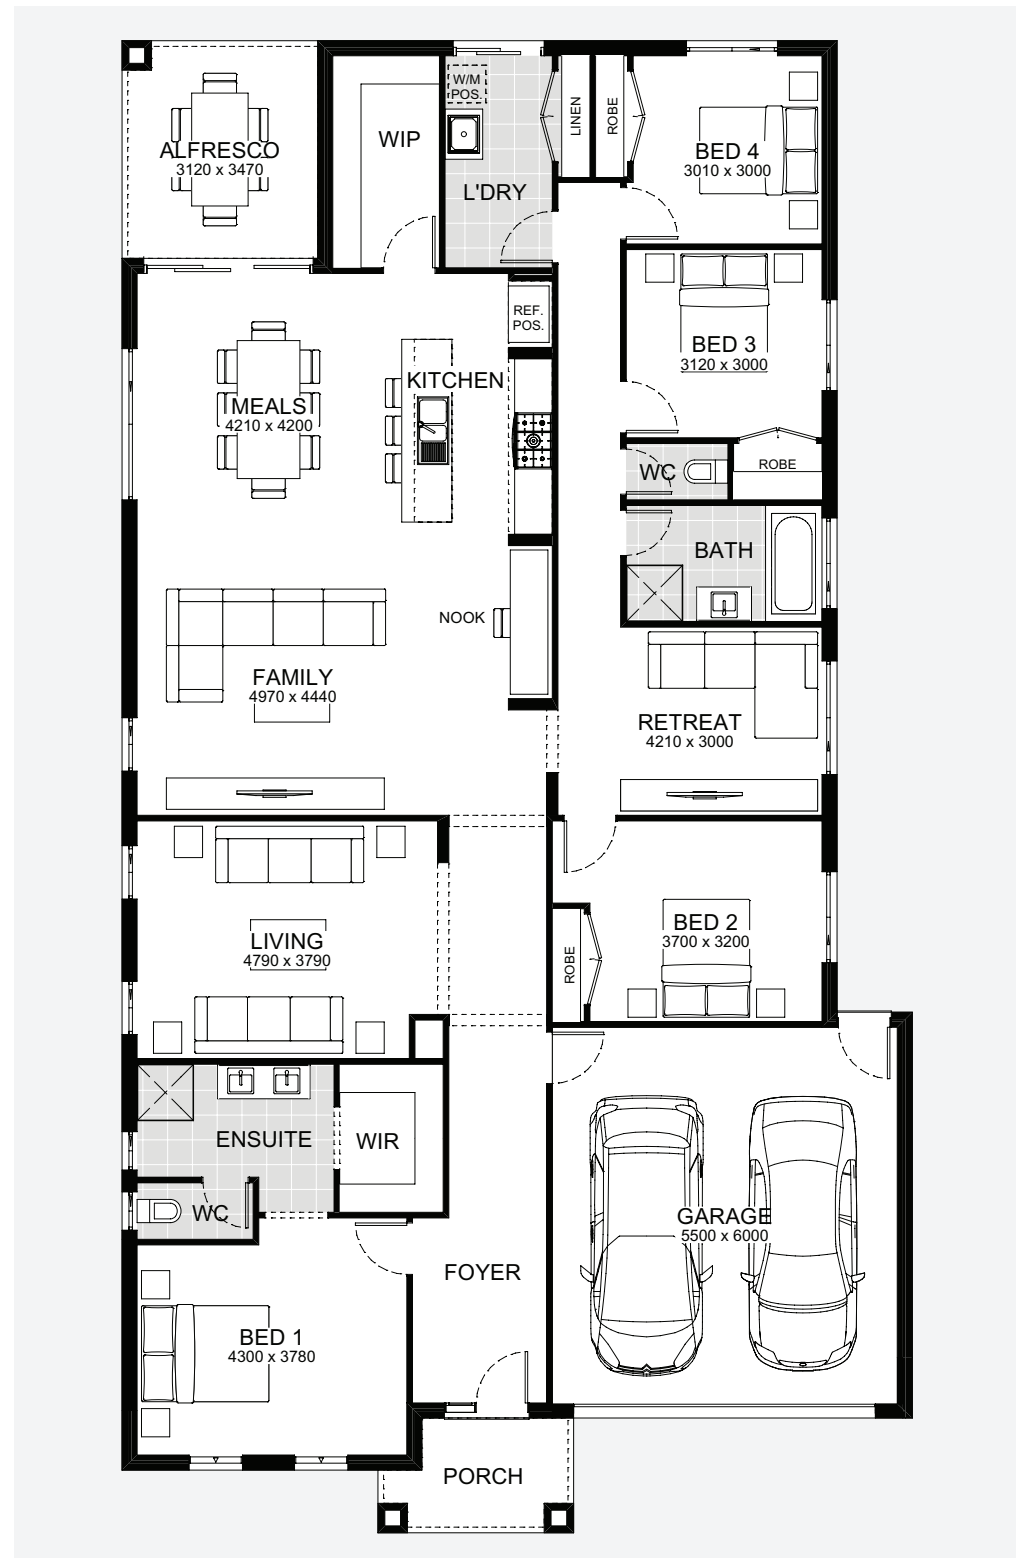 W/M
POS.
LINEN
ROBE
WIP
ALFRESCO
3120 x 3470
BED 4
3010 x 3000
L'DRY
REF.
POS.
BED 3
3120 x 3000
KITCHEN
MEALS
4210 x 4200
WC
ROBE
BATH
NOOK
FAMILY
4970 x 4440
RETREAT
4210 x 3000
BED 2
3700 x 3200
LIVING
4790 x 3790
ROBE
ENSUITE
WIR
WC
GARAGE
5500 x 6000
FOYER
BED 1
4300 x 3780
PORCH